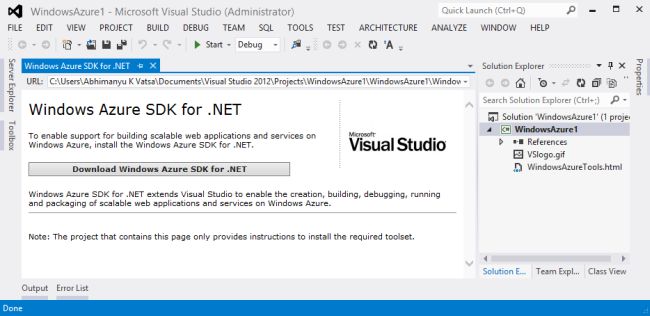 WindowsAzure1 - Microsoft Visual Studio (Administrator)
Quick Launch (Ctrl+Q)
FILE EDIT VIEW PROJECT BUILD DEBUG TEAM SQL TOOLS TEST ARCHITECTURE ANALYZE WINDOW HELP
Start Debug
Server Explorer
Toolbox
Windows Azure SDK for .NET
URL: C:\Users\Abhimanyu K Vatsa\Documents\Visual Studio 2012\Projects\WindowsAzure1\WindowsAzure1\Window
Windows Azure SDK for .NET
To enable support for building scalable web applications and services on
Windows Azure, install the Windows Azure SDK for .NET.
Microsoft
Visual Studio
Download Windows Azure SDK for .NET
Windows Azure SDK for .NET extends Visual Studio to enable the creation, building, debugging, running
and packaging of scalable web applications and services on Windows Azure.
Note: The project that contains this page only provides instructions to install the required toolset.
Solution Explorer
Search Solution Explorer (Ctrl+;)
Solution 'WindowsAzure1' (1 projec
WindowsAzure1
References
VSlogo.gif
WindowsAzureTools.html
Solution E... Team Expl... Class View
Properties
Output Error List
Done